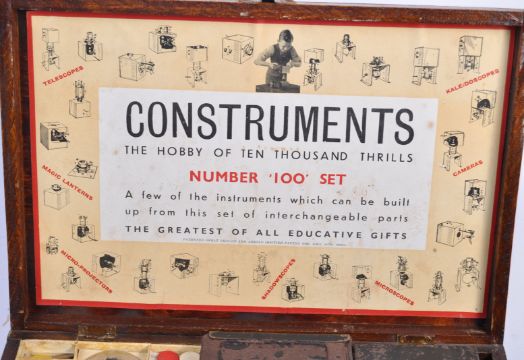 TELESCOPES
KALEIDOSCOPES
CONSTRUMENTS
THE HOBBY OF TEN THOUSAND THRILLS
NUMBER '100' SET
A few of the instruments which can be built
up from this set of interchangeable parts
THE GREATEST OF ALL EDUCATIVE GIFTS
MAGIC LANTERNS
CAMERAS
MICRO-PROJECTORS
SHADOWSCOPES
MICROSCOPES